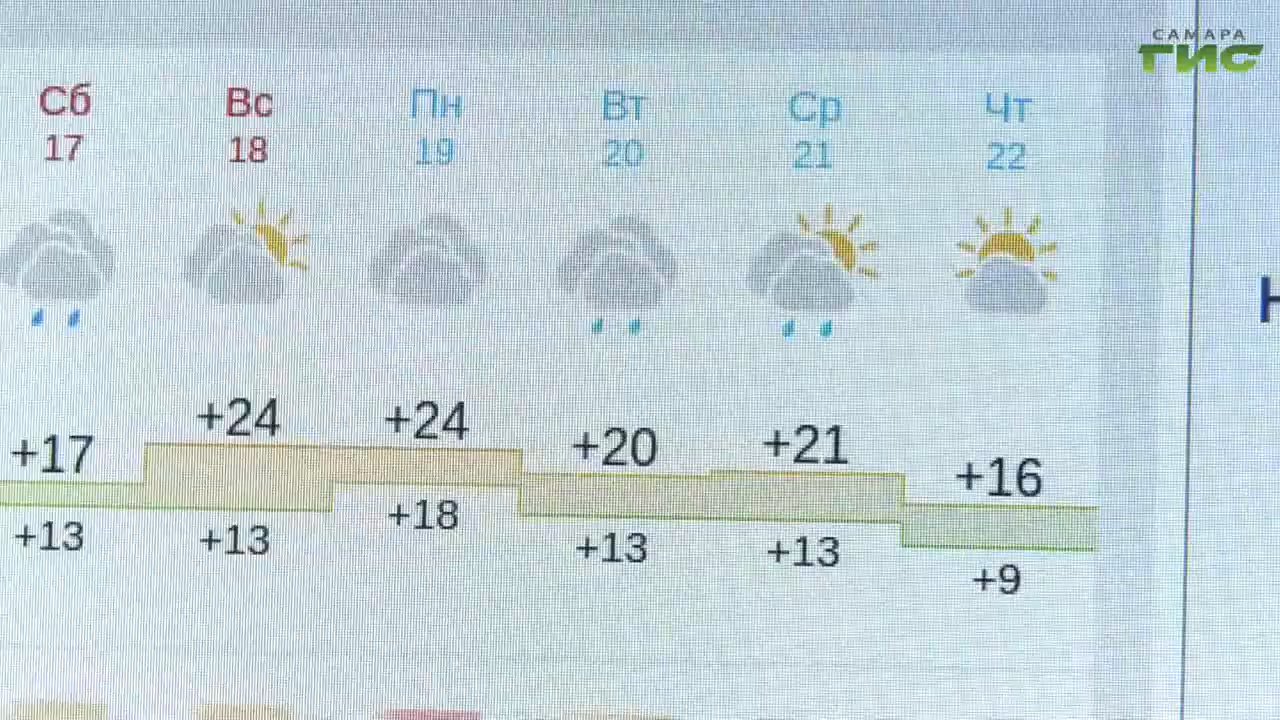 САМАРА
ГИС
Сб Вс Пн Вт Ср Чт
17 18 19 20 21 22
+17 +24 +24 +20 +21 +16
+13 +13 +18 +13 +13 +9